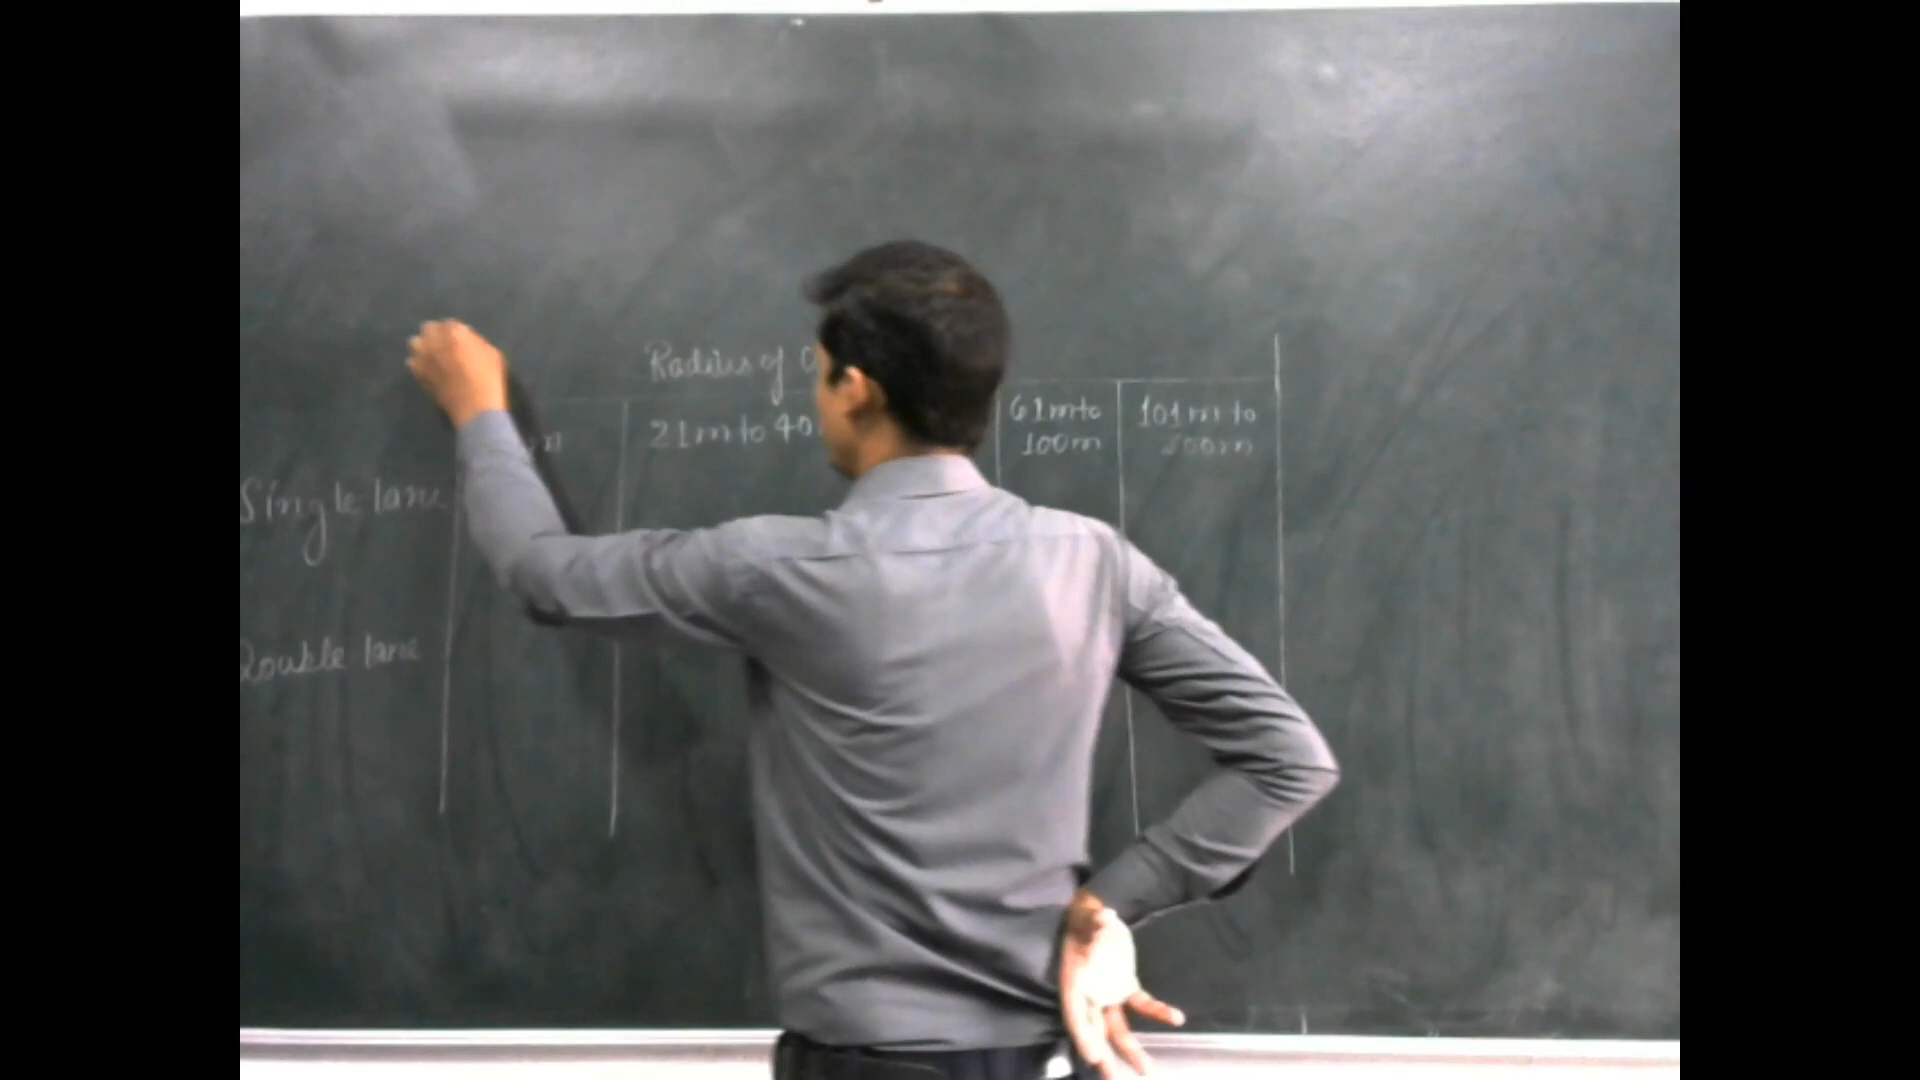 Radius of
21m to 40
61m to
100m
101m to
300m
Single lane
Double lane